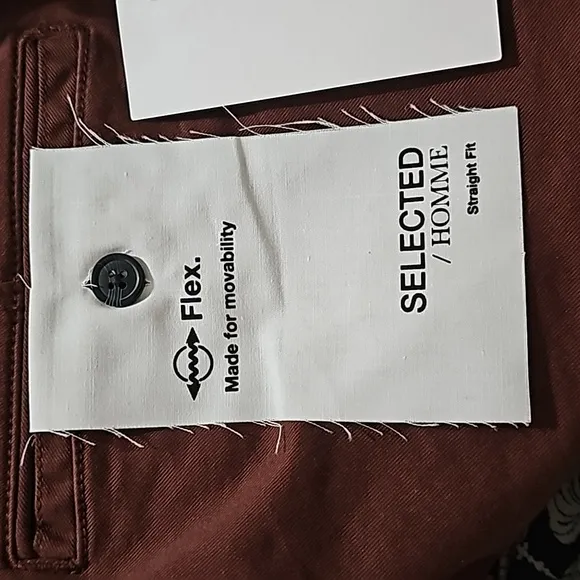 Flex.
Made for movability
SELECTED
/ HOMME
Straight Fit